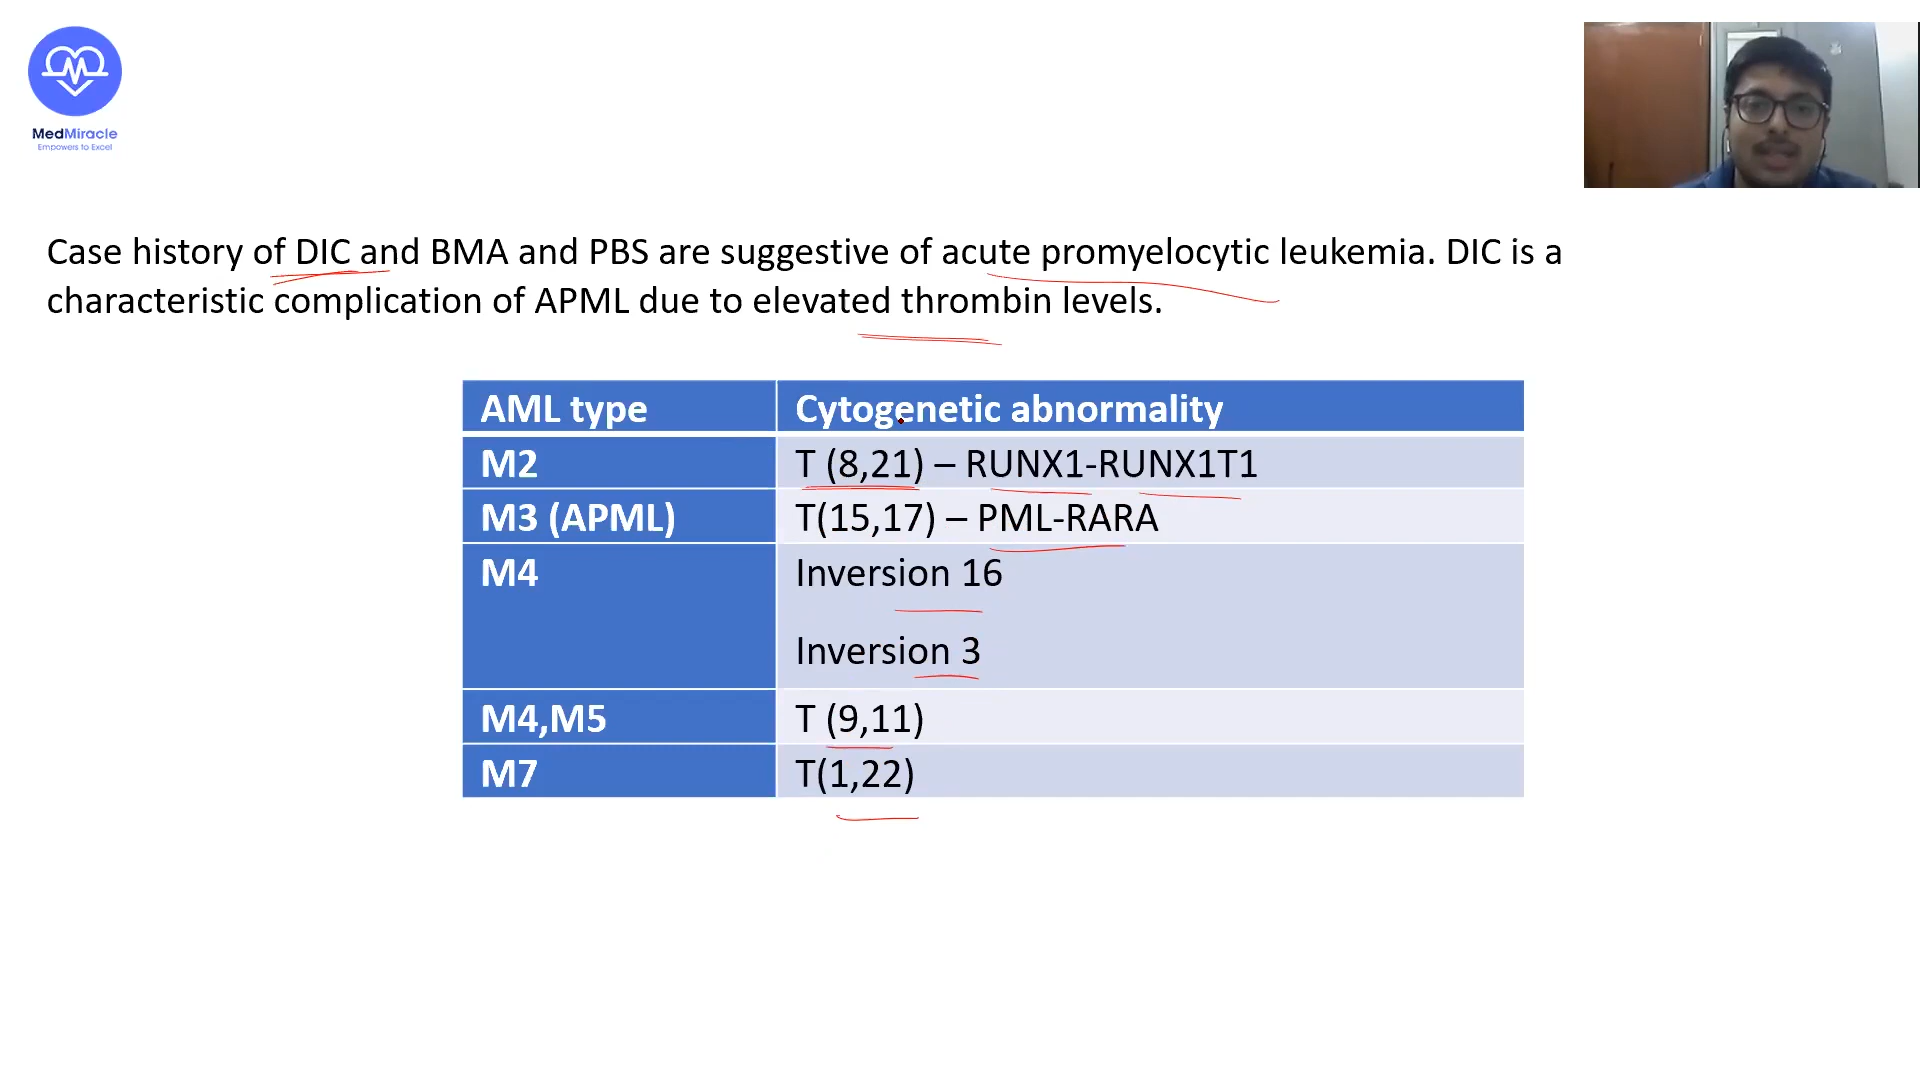 MedMiracle
Empowers to Excel
Case history of DIC and BMA and PBS are suggestive of acute promyelocytic leukemia. DIC is a
characteristic complication of APML due to elevated thrombin levels.
AML type Cytogenetic abnormality
M2 T (8,21) – RUNX1-RUNX1T1
M3 (APML) T(15,17) – PML-RARA
M4 Inversion 16
Inversion 3
M4,M5 T (9,11)
M7 T(1,22)